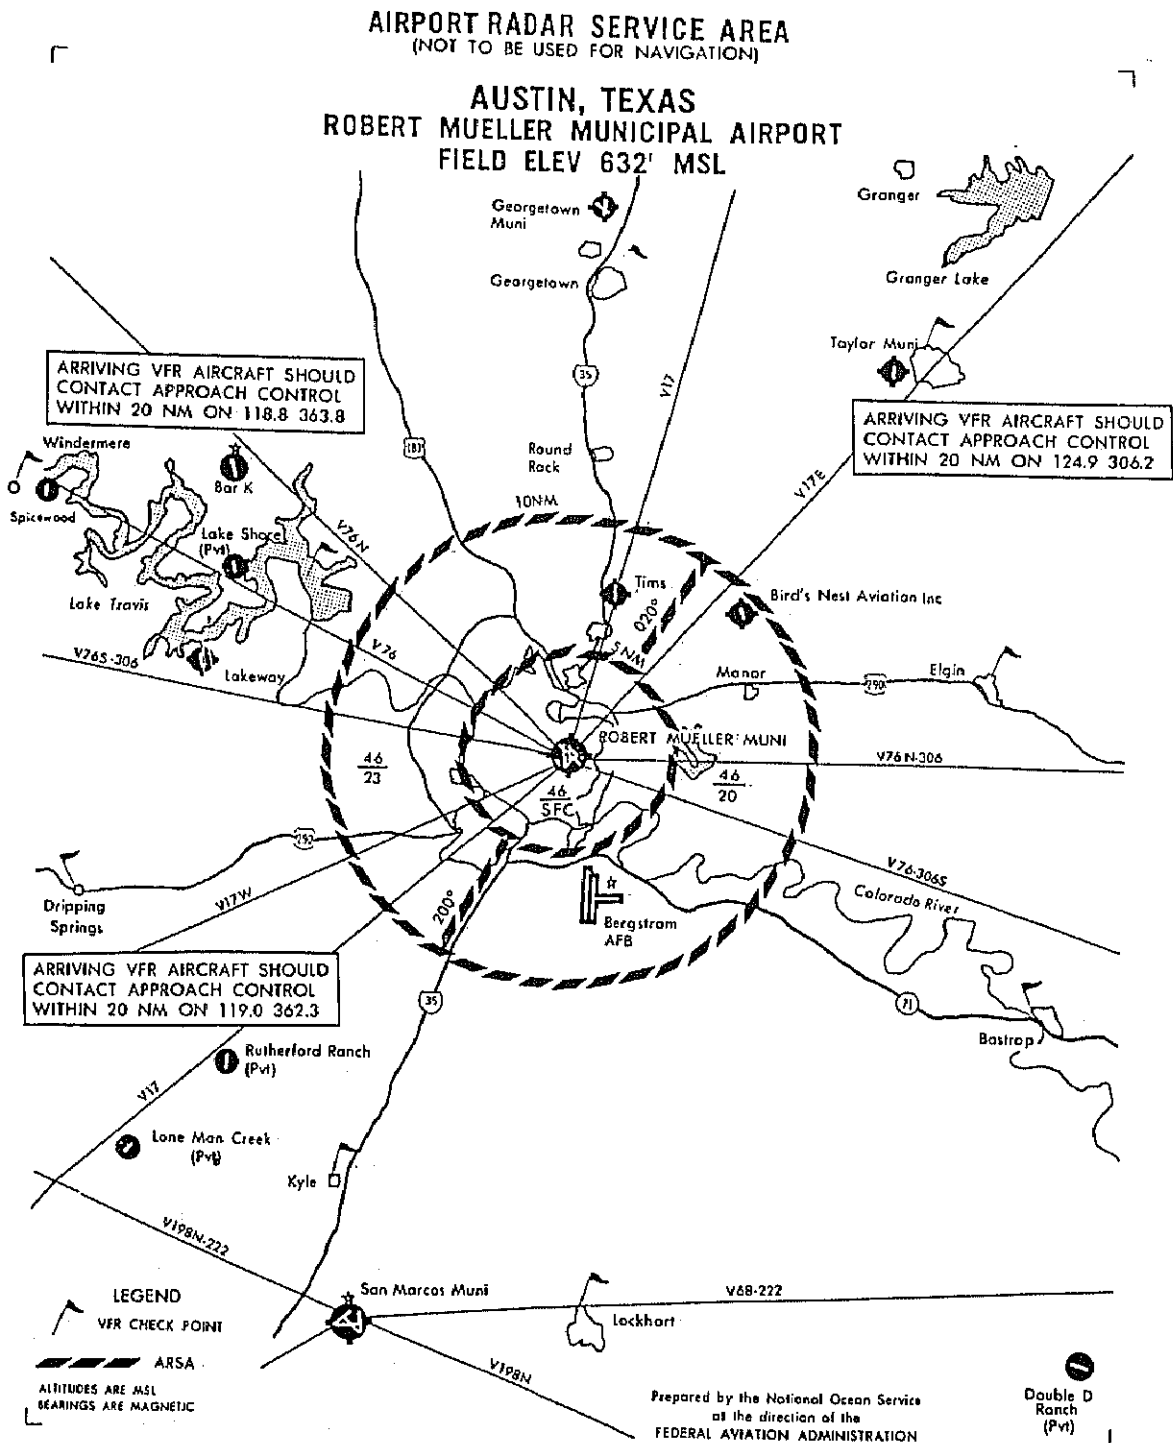 AIRPORT RADAR SERVICE AREA
(NOT TO BE USED FOR NAVIGATION)
AUSTIN, TEXAS
ROBERT MUELLER MUNICIPAL AIRPORT
FIELD ELEV 632' MSL
Georgetown
Muni
Granger
Georgetown
Granger Lake
Taylor Muni
ARRIVING VFR AIRCRAFT SHOULD
CONTACT APPROACH CONTROL
WITHIN 20 NM ON 118.8 363.8
35
V17
ARRIVING VFR AIRCRAFT SHOULD
CONTACT APPROACH CONTROL
WITHIN 20 NM ON 124.9 306.2
Windermere
183
Round
Rock
Bar K
Spicewood
V17E
10NM
Lake Shore
(Pvt)
V76N
Tims
Bird's Nest Aviation Inc
Lake Travis
020°
V76
5NM
V76S-306
Lakeway
Manor
290
Elgin
ROBERT MUELLER MUNI
V76N-306
46
23
46
SFC
46
20
290
V76-306S
Dripping
Springs
V17W
200°
Colorado River
Bergstrom
AFB
ARRIVING VFR AIRCRAFT SHOULD
CONTACT APPROACH CONTROL
WITHIN 20 NM ON 119.0 362.3
35
71
Bastrop
Rutherford Ranch
(Pvt)
V17
Lone Man Creek
(Pvt)
Kyle
V198N-222
San Marcos Muni
V68-222
Lockhart
LEGEND
VFR CHECK POINT
ARSA
V198N
ALTITUDES ARE MSL
BEARINGS ARE MAGNETIC
Prepared by the National Ocean Service
at the direction of the
FEDERAL AVIATION ADMINISTRATION
Double D
Ranch
(Pvt)